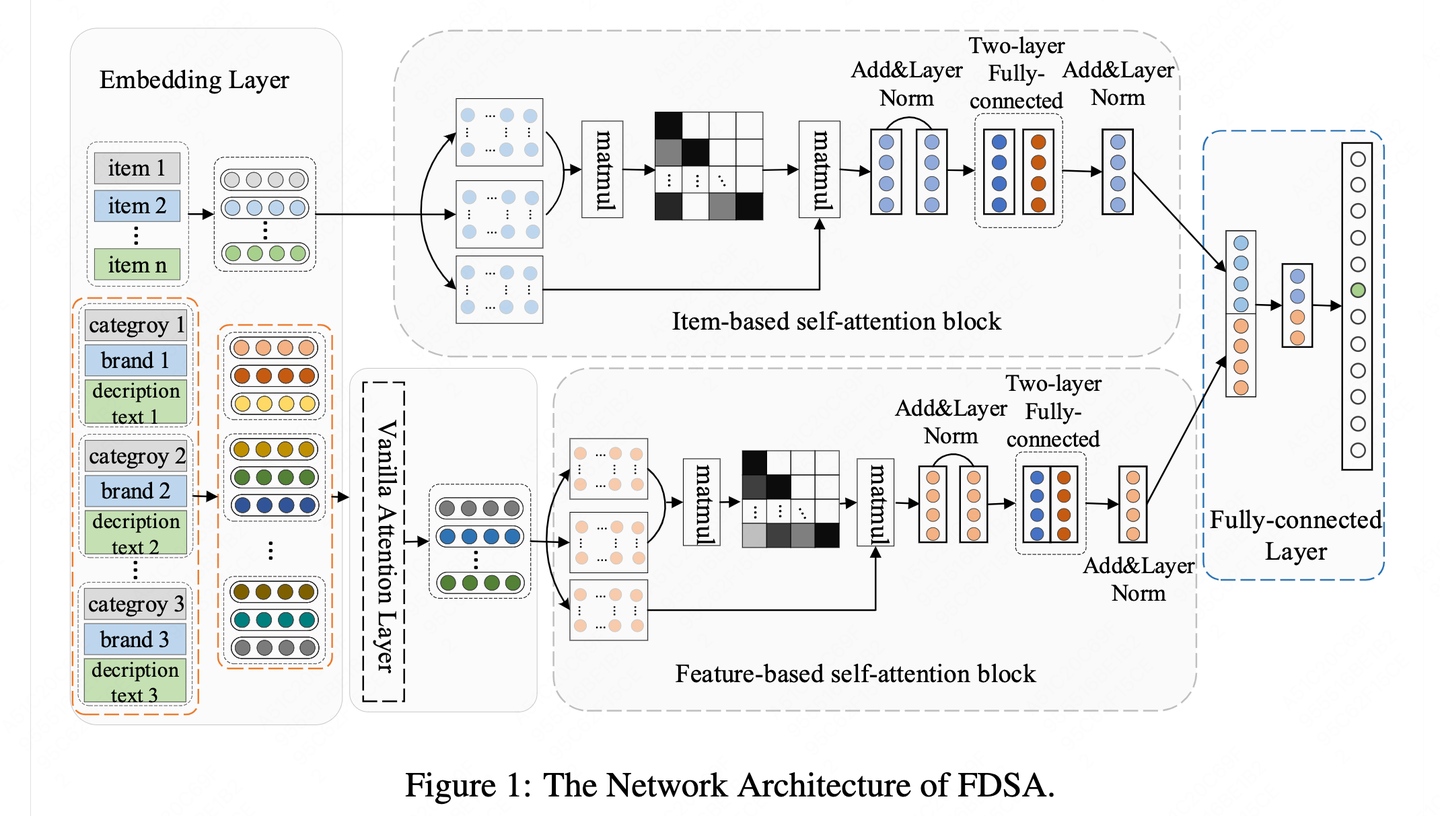 Embedding Layer
item 1
item 2
item n
categroy 1
brand 1
decription
text 1
categroy 2
brand 2
decription
text 2
categroy 3
brand 3
decription
text 3
Vanilla Attention Layer
matmul
matmul
Add&Layer
Norm
Two-layer
Fully-
connected
Add&Layer
Norm
Item-based self-attention block
matmul
matmul
Add&Layer
Norm
Two-layer
Fully-
connected
Add&Layer
Norm
Feature-based self-attention block
Fully-connected
Layer
Figure 1: The Network Architecture of FDSA.